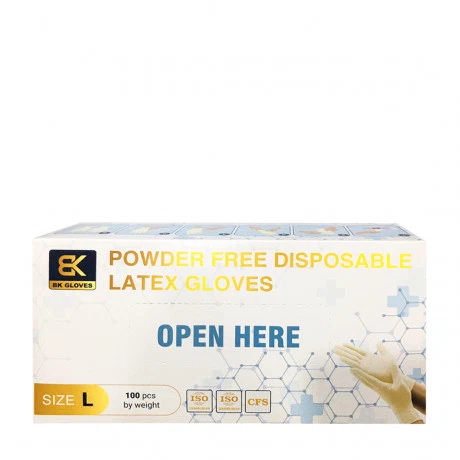 BK
BK GLOVES
POWDER FREE DISPOSABLE
LATEX GLOVES
OPEN HERE
SIZE L
100 pcs
by weight
ISO
ISO
CFS